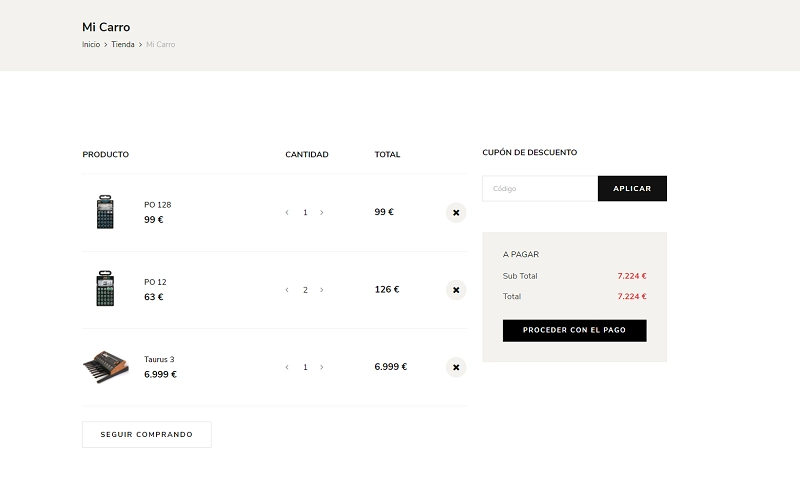 Mi Carro
Inicio > Tienda > Mi Carro
PRODUCTO CANTIDAD TOTAL
PO 128
99 €
1
99 €
PO 12
63 €
2
126 €
Taurus 3
6.999 €
1
6.999 €
SEGUIR COMPRANDO
CUPÓN DE DESCUENTO
Código APLICAR
A PAGAR
Sub Total 7.224 €
Total 7.224 €
PROCEDER CON EL PAGO